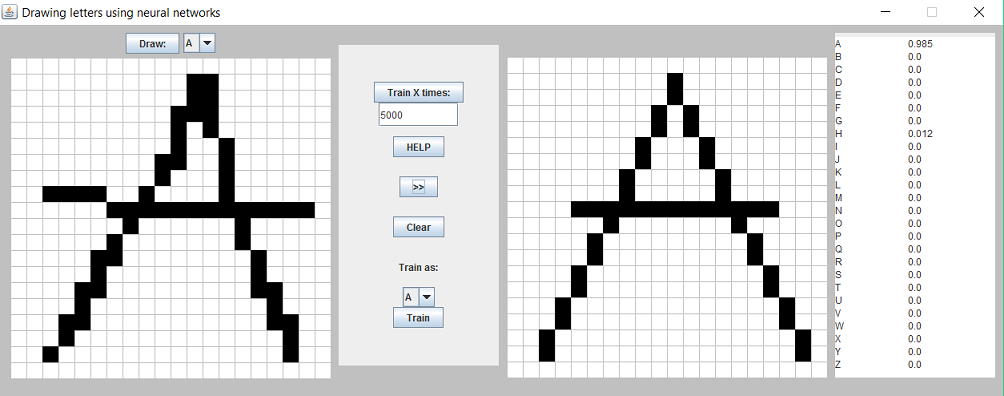 Drawing letters using neural networks
Draw: A
Train X times:
5000
HELP
>>
Clear
Train as:
A
Train
A 0.985
B 0.0
C 0.0
D 0.0
E 0.0
F 0.0
G 0.0
H 0.012
I 0.0
J 0.0
K 0.0
L 0.0
M 0.0
N 0.0
O 0.0
P 0.0
Q 0.0
R 0.0
S 0.0
T 0.0
U 0.0
V 0.0
W 0.0
X 0.0
Y 0.0
Z 0.0